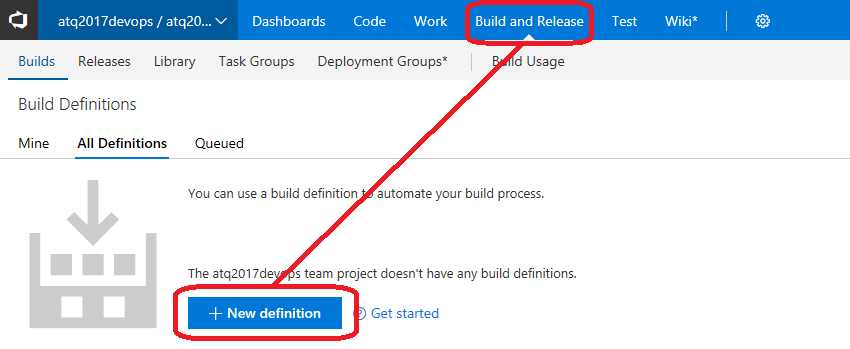 atq2017devops / atq20... Dashboards Code Work Build and Release Test Wiki*
Builds Releases Library Task Groups Deployment Groups* Build Usage
Build Definitions
Mine All Definitions Queued
You can use a build definition to automate your build process.
The atq2017devops team project doesn't have any build definitions.
+ New definition Get started